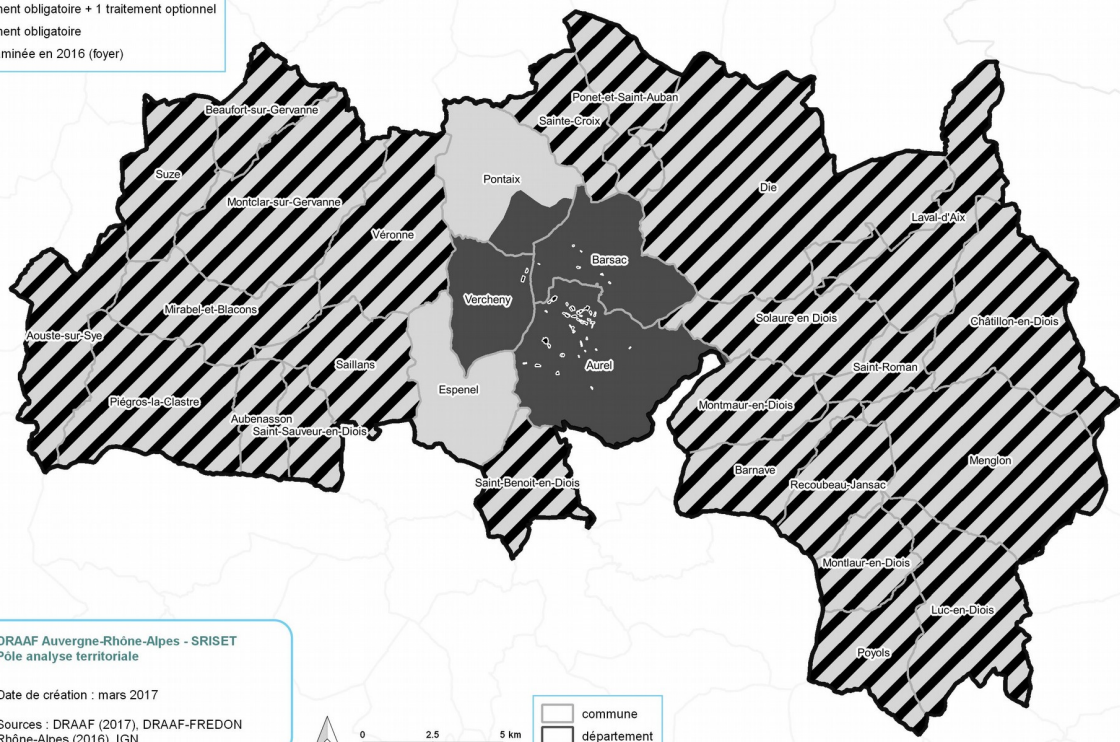 nent obligatoire + 1 traitement optionnel
nent obligatoire
minée en 2016 (foyer)
Ponet-et-Saint-Auban
Beaufort-sur-Gervanne
Sainte-Croix
Suze
Pontaix
Die
Montclar-sur-Gervanne
Laval-d'Aix
Véronne
Barsac
Vercheny
Mirabel-et-Blacons
Solaure en Diois
Châtillon-en-Diois
Aouste-sur-Sye
Saillans
Aurel
Saint-Roman
Espenel
Piégros-la-Clastre
Montmaur-en-Diois
Aubenasson
Saint-Sauveur-en-Diois
Menglon
Barnave
Saint-Benoit-en-Diois
Recoubeau-Jansac
Montlaur-en-Diois
Luc-en-Diois
Poyols
DRAAF Auvergne-Rhône-Alpes - SRISET
Pôle analyse territoriale
Date de création : mars 2017
Sources : DRAAF (2017), DRAAF-FREDON
Rhône-Alpes (2016), IGN
0 2.5 5 km
commune
département